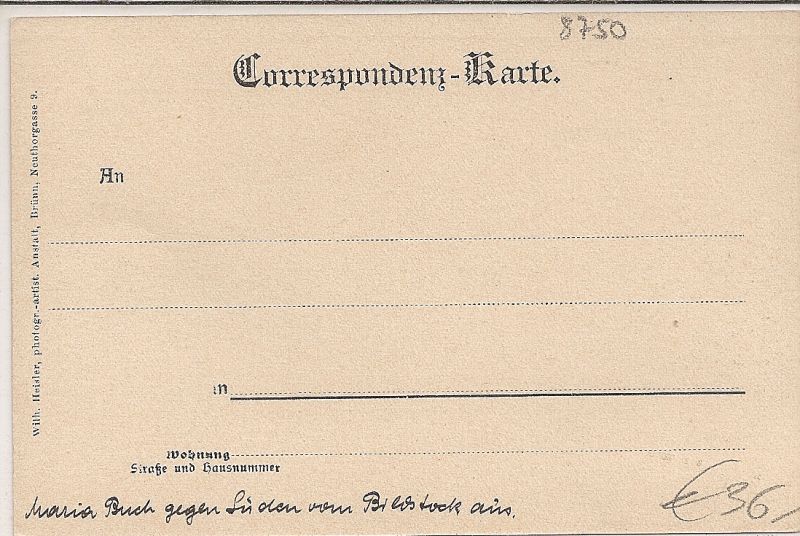 8750
Correspondenz-Karte.
An
in
Wohnung
Straße und Hausnummer
Wilh. Heisler, photogr.-artist. Anstalt, Brünn, Neuthorgasse 9.
Maria Buch gegen Süden vom Bildstock aus.
€ 36,